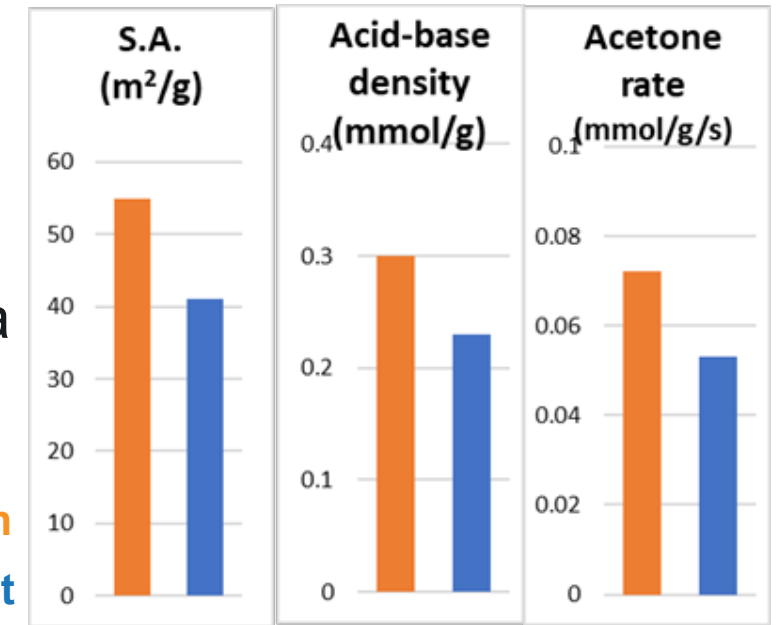 S.A.
(m²/g)
60
50
40
30
20
10
0
Acid-base
density
(mmol/g)
0.4
0.3
0.2
0.1
0
Acetone
rate
(mmol/g/s)
0.1
0.08
0.06
0.04
0.02
0
a
n
t